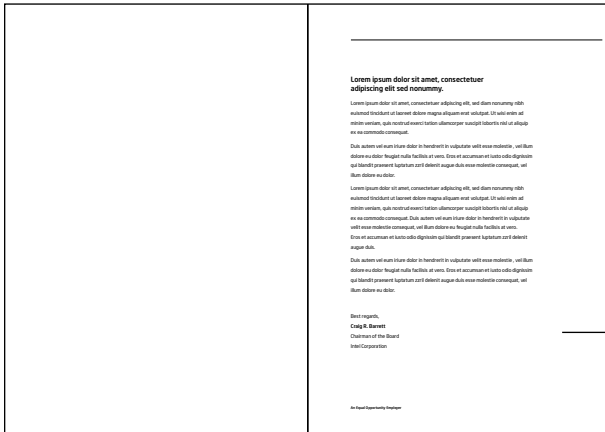 Lorem ipsum dolor sit amet, consectetuer
adipiscing elit sed nonummy.
Lorem ipsum dolor sit amet, consectetuer adipiscing elit, sed diam nonummy nibh
euismod tincidunt ut laoreet dolore magna aliquam erat volutpat. Ut wisi enim ad
minim veniam, quis nostrud exerci tation ullamcorper suscipit lobortis nisl ut aliquip
ex ea commodo consequat.
Duis autem vel eum iriure dolor in hendrerit in vulputate velit esse molestie , vel illum
dolore eu dolor feugiat nulla facilisis at vero. Eros et accumsan et iusto odio dignissim
qui blandit praesent luptatum zzril delenit augue duis esse molestie consequat, vel
illum dolore eu dolor.
Lorem ipsum dolor sit amet, consectetuer adipiscing elit, sed diam nonummy nibh
euismod tincidunt ut laoreet dolore magna aliquam erat volutpat. Ut wisi enim ad
minim veniam, quis nostrud exerci tation ullamcorper suscipit lobortis nisl ut aliquip
ex ea commodo consequat. Duis autem vel eum iriure dolor in hendrerit in vulputate
velit esse molestie consequat, vel illum dolore eu feugiat nulla facilisis at vero.
Eros et accumsan et iusto odio dignissim qui blandit praesent luptatum zzril delenit
augue duis.
Duis autem vel eum iriure dolor in hendrerit in vulputate velit esse molestie , vel illum
dolore eu dolor feugiat nulla facilisis at vero. Eros et accumsan et iusto odio dignissim
qui blandit praesent luptatum zzril delenit augue duis esse molestie consequat, vel
illum dolore eu dolor.
Best regards,
Craig R. Barrett
Chairman of the Board
Intel Corporation
An Equal Opportunity Employer